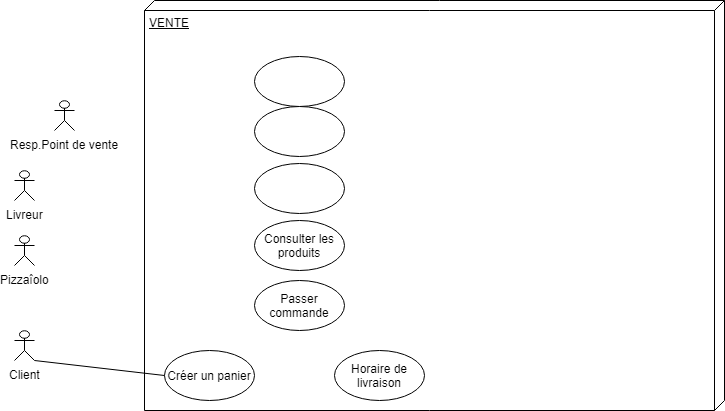 VENTE
Resp.Point de vente
Livreur
Consulter les
produits
Pizzaîolo
Passer
commande
Client
Créer un panier
Horaire de
livraison